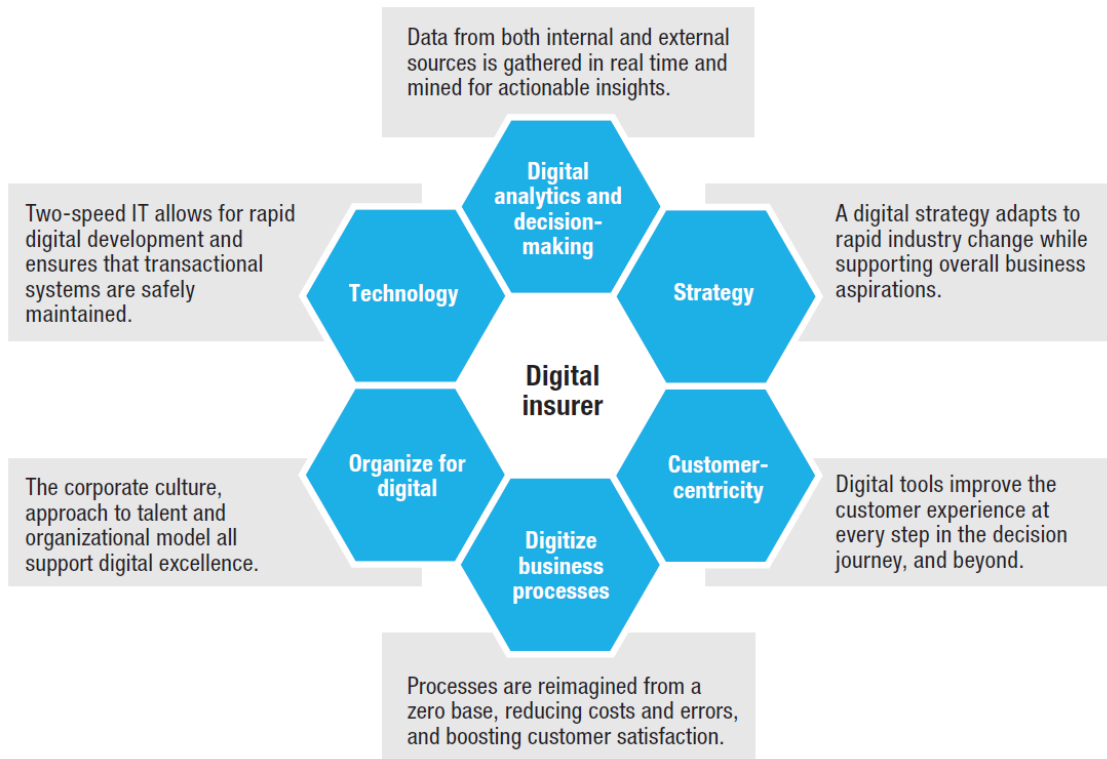 Data from both internal and external
sources is gathered in real time and
mined for actionable insights.
Digital
analytics and
decision-
making
Two-speed IT allows for rapid
digital development and
ensures that transactional
systems are safely
maintained.
Technology
Strategy
A digital strategy adapts to
rapid industry change while
supporting overall business
aspirations.
Digital
insurer
The corporate culture,
approach to talent and
organizational model all
support digital excellence.
Organize for
digital
Customer-
centricity
Digital tools improve the
customer experience at
every step in the decision
journey, and beyond.
Digitize
business
processes
Processes are reimagined from a
zero base, reducing costs and errors,
and boosting customer satisfaction.